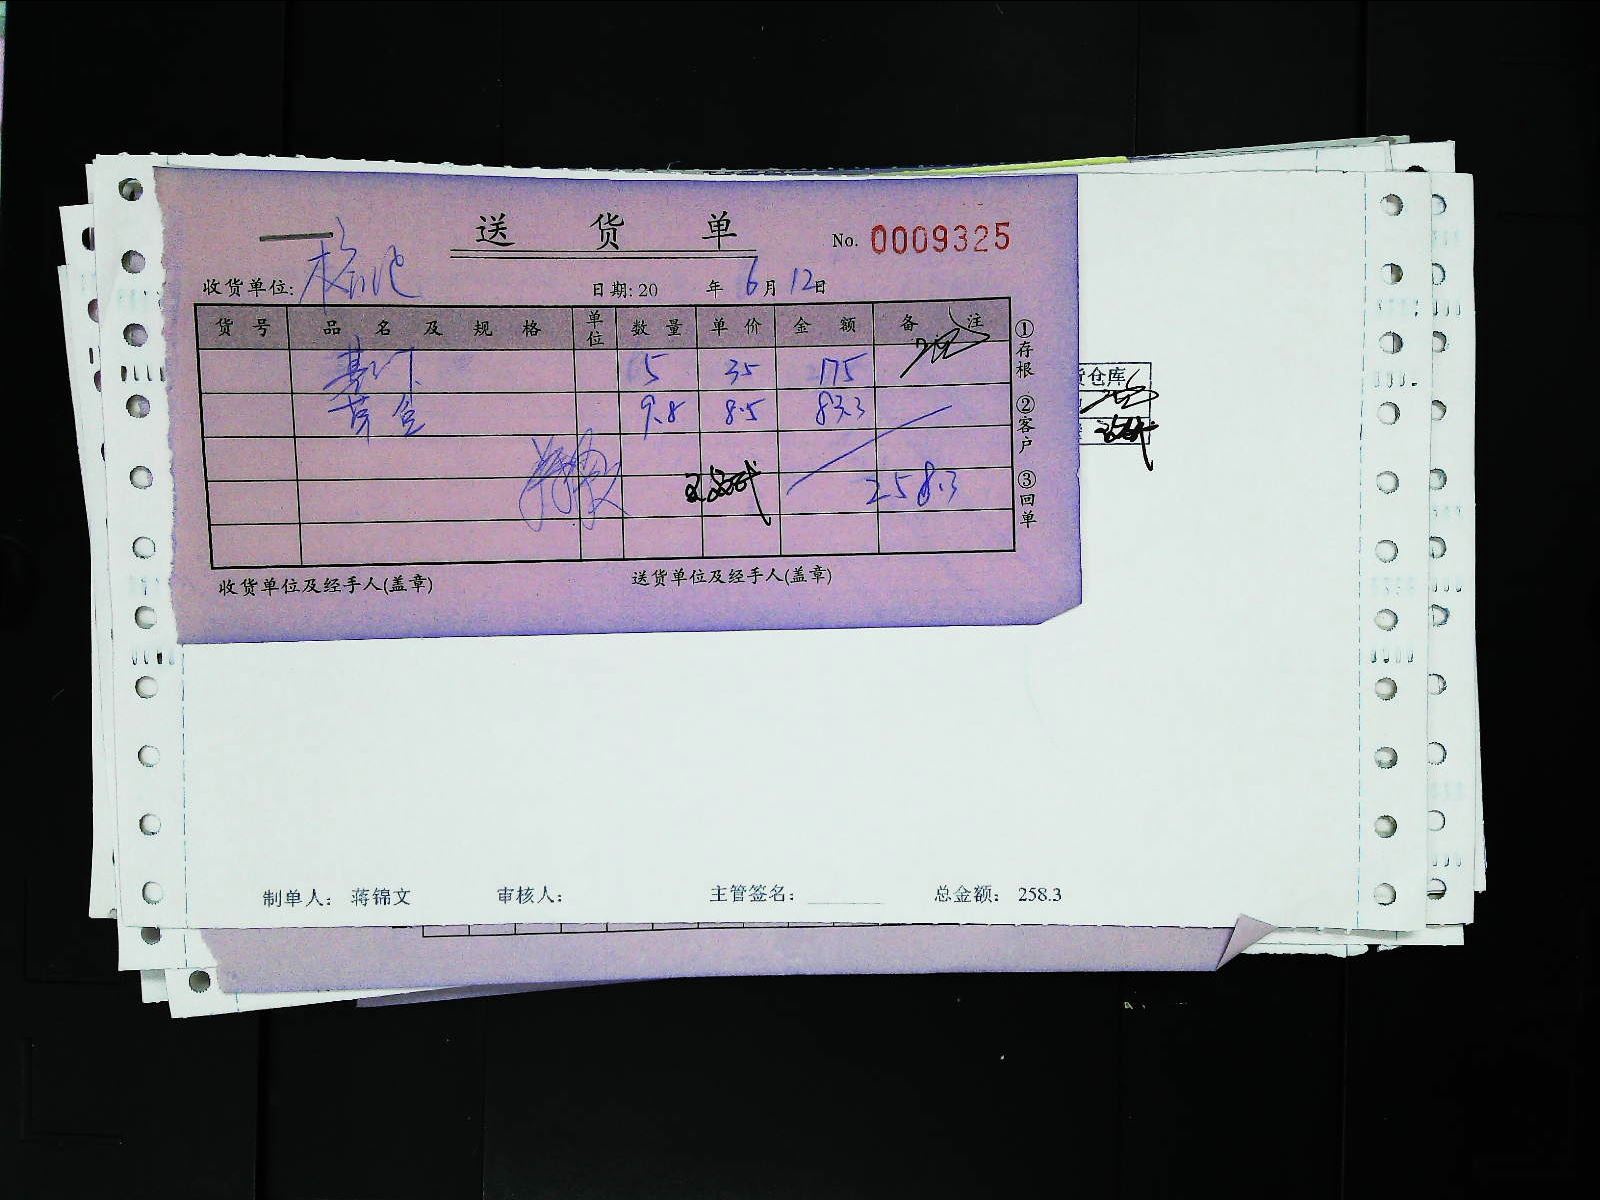 送货单
No. 0009325
收货单位:
日期:20 年 6月 12日
货号 品名及规格 单位 数量 单价 金额 备注
5 35 175
9.8 8.5 83.3
258.3
①存根 ②客户 ③回单
收货单位及经手人(盖章) 送货单位及经手人(盖章)
仓库
制单人: 蒋锦文 审核人: 主管签名: 总金额: 258.3